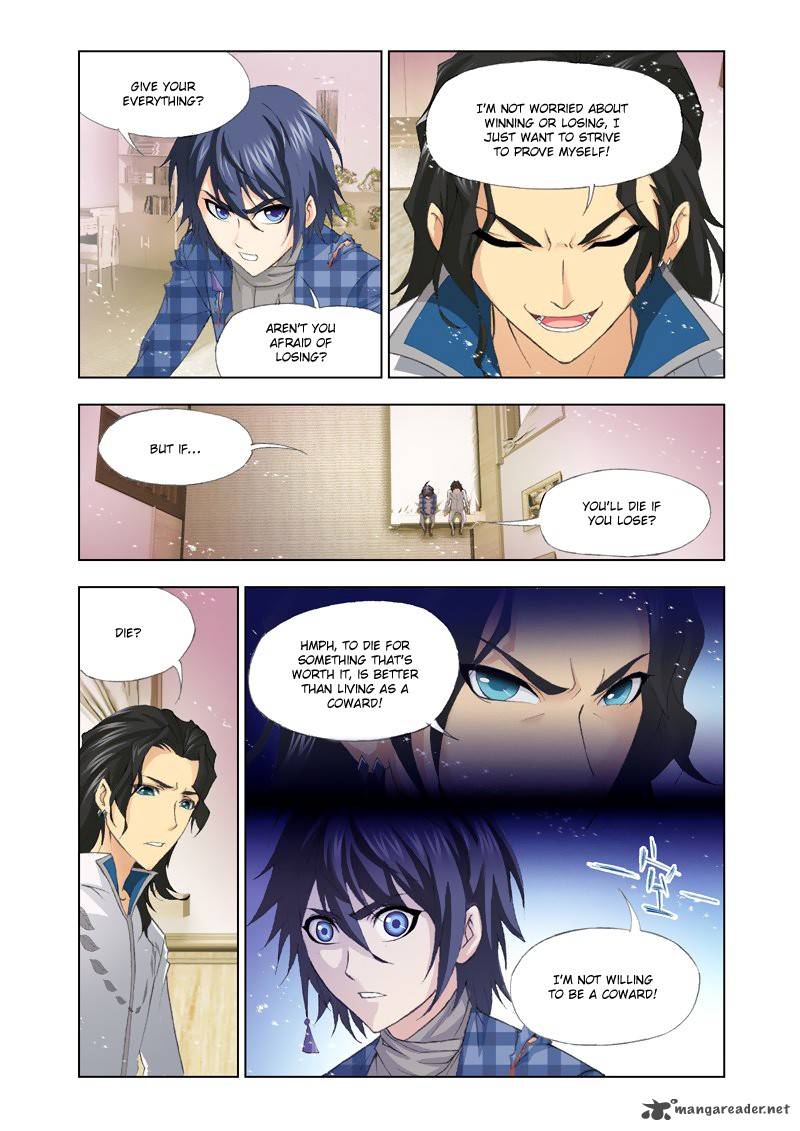 GIVE YOUR
EVERYTHING?
AREN'T YOU
AFRAID OF
LOSING?
I'M NOT WORRIED ABOUT
WINNING OR LOSING, I
JUST WANT TO STRIVE
TO PROVE MYSELF!
BUT IF...
YOU'LL DIE IF
YOU LOSE?
DIE?
HMPH, TO DIE FOR
SOMETHING THAT'S
WORTH IT, IS BETTER
THAN LIVING AS A
COWARD!
I'M NOT WILLING
TO BE A COWARD!
mangareader.net